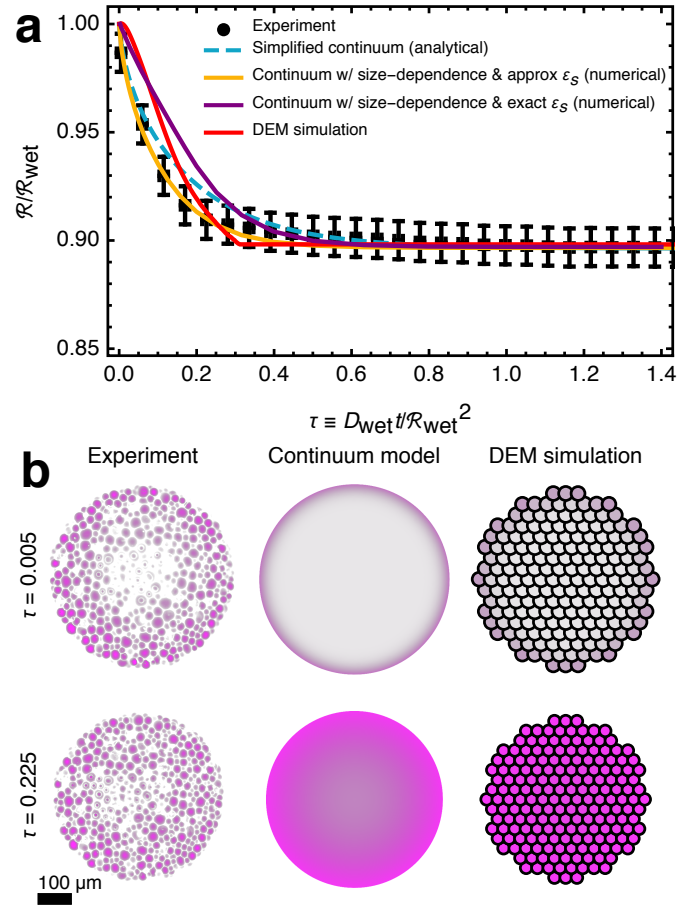 a
1.00
0.95
0.90
0.85
ℛ/ℛwet
Experiment
Simplified continuum (analytical)
Continuum w/ size-dependence & approx εs (numerical)
Continuum w/ size-dependence & exact εs (numerical)
DEM simulation
0.0 0.2 0.4 0.6 0.8 1.0 1.2 1.4
τ ≡ Dwett/ℛwet²
b
Experiment Continuum model DEM simulation
τ = 0.005
τ = 0.225
100 μm